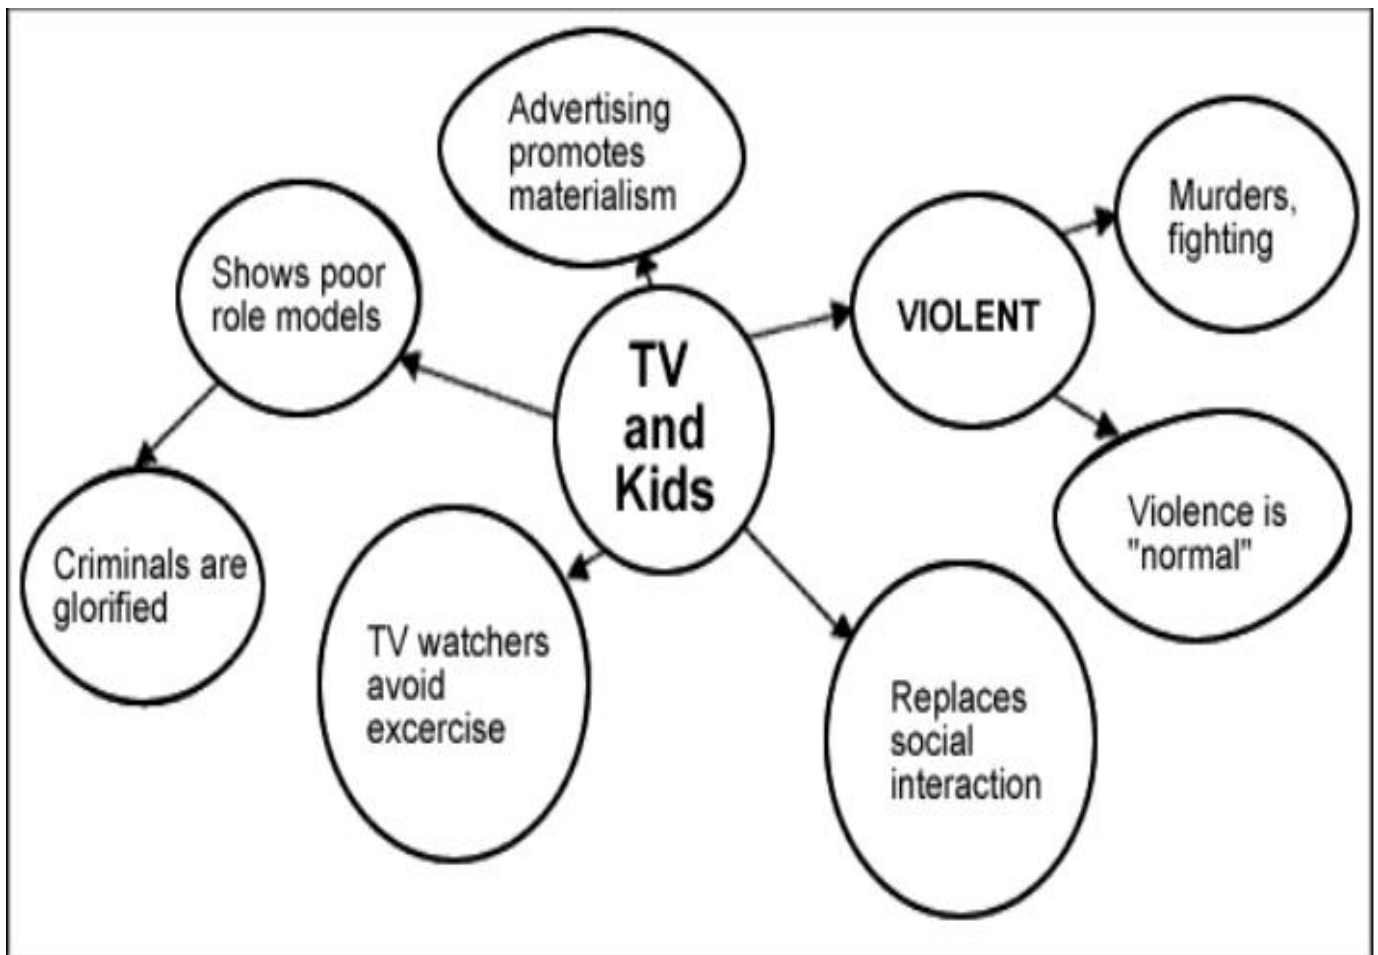 Advertising
promotes
materialism
Murders,
fighting
Shows poor
role models
VIOLENT
TV
and
Kids
Violence is
"normal"
Criminals are
glorified
TV watchers
avoid
excercise
Replaces
social
interaction